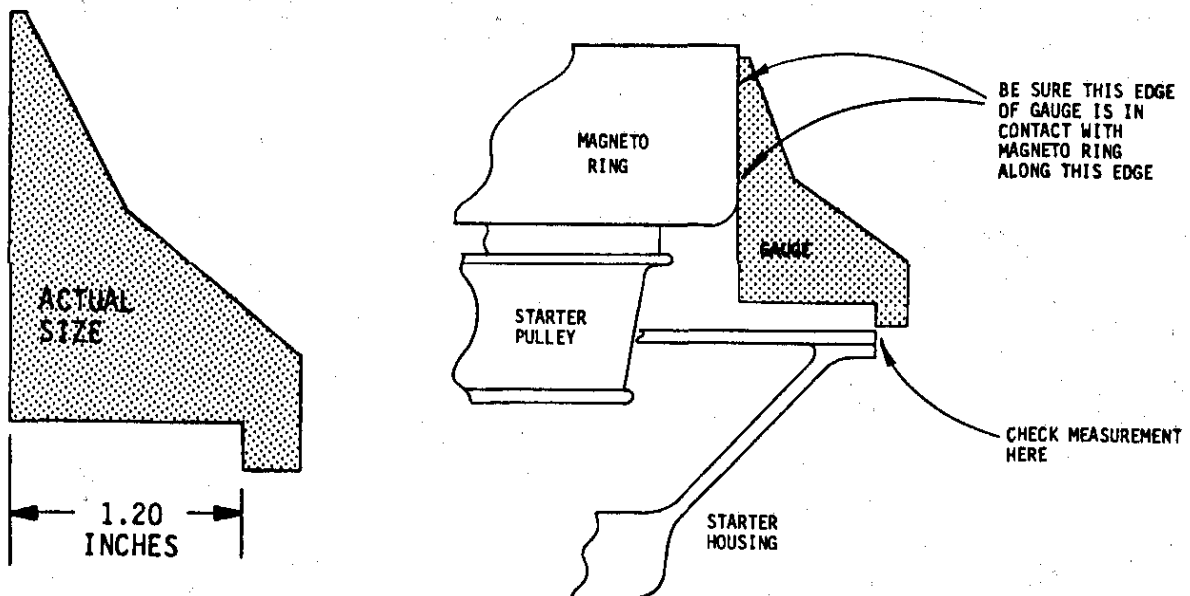 ACTUAL
SIZE
1.20
INCHES
MAGNETO
RING
GAUGE
STARTER
PULLEY
STARTER
HOUSING
BE SURE THIS EDGE
OF GAUGE IS IN
CONTACT WITH
MAGNETO RING
ALONG THIS EDGE
CHECK MEASUREMENT
HERE